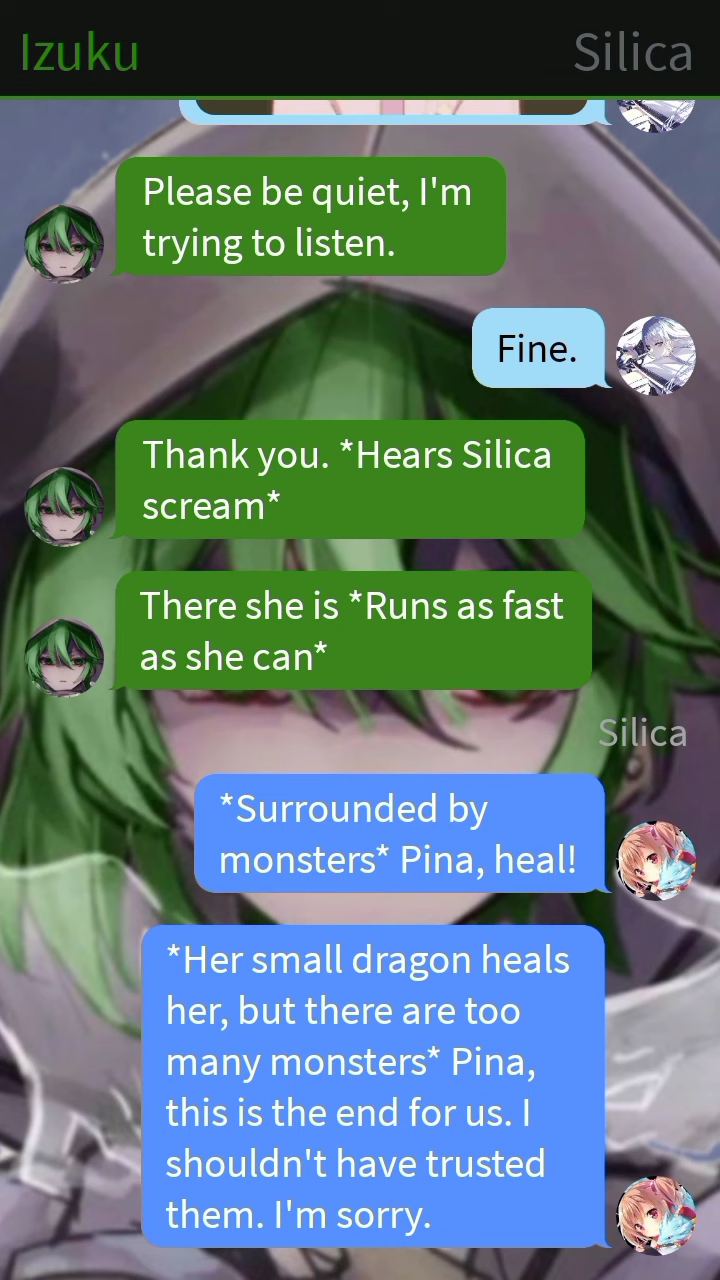 Izuku
Silica
Please be quiet, I'm
trying to listen.
Fine.
Thank you. *Hears Silica
scream*
There she is *Runs as fast
as she can*
Silica
*Surrounded by
monsters* Pina, heal!
*Her small dragon heals
her, but there are too
many monsters* Pina,
this is the end for us. I
shouldn't have trusted
them. I'm sorry.